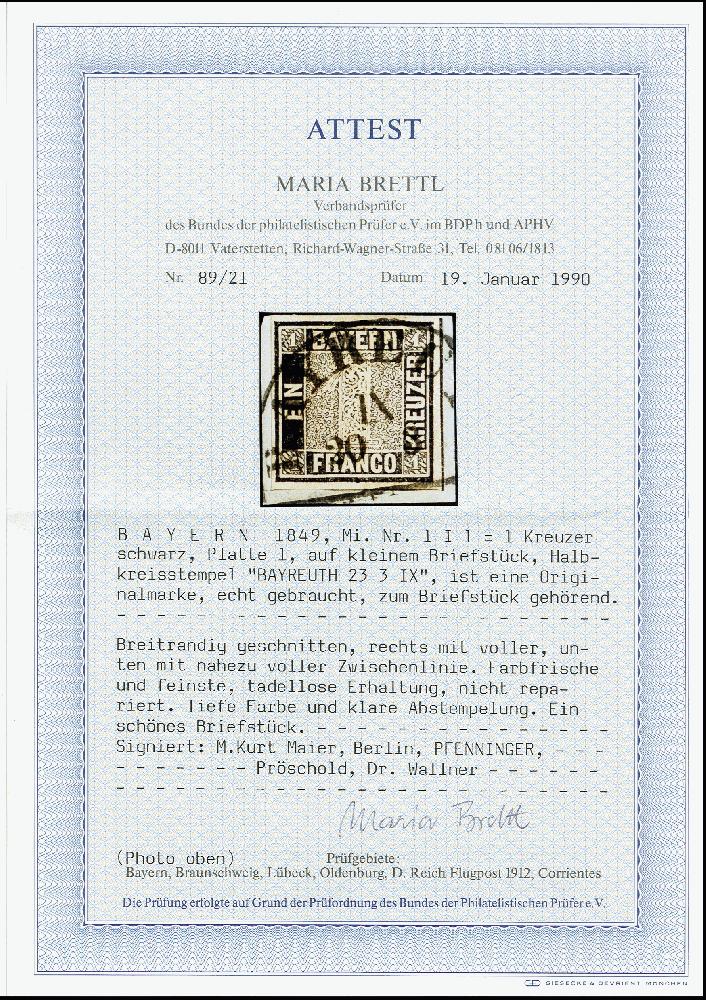 ATTEST
MARIA BRETTL
Verbandsprüfer
des Bundes der philatelistischen Prüfer e.V. im BDPh und APHV
D-8011 Vaterstetten, Richard-Wagner-Straße 31, Tel. 08106/1813
Nr. 89/21 Datum 19. Januar 1990
1 BAYERN 1
EIN
KREUZER
IX
FRANCO
B A Y E R N 1849, Mi. Nr. 1 I 1 = 1 Kreuzer
schwarz, Platte 1, auf kleinem Briefstück, Halb-
kreisstempel "BAYREUTH 23 3 IX", ist eine Origi-
nalmarke, echt gebraucht, zum Briefstück gehörend.
Breitrandig geschnitten, rechts mit voller, un-
ten mit nahezu voller Zwischenlinie. Farbfrische
und feinste, tadellose Erhaltung, nicht repa-
riert. Tiefe Farbe und klare Abstempelung. Ein
schönes Briefstück. - - - - - - - - - - - - - - -
Signiert: M.Kurt Maier, Berlin, PFENNINGER, - - -
- - - - - - - Pröschold, Dr. Wallner - - - - - -
Maria Brettl
(Photo oben) Prüfgebiete:
Bayern, Braunschweig, Lübeck, Oldenburg, D. Reich Flugpost 1912, Corrientes
Die Prüfung erfolgte auf Grund der Prüfordnung des Bundes der Philatelistischen Prüfer e.V.
GIESECKE & DEVRIENT MÜNCHEN